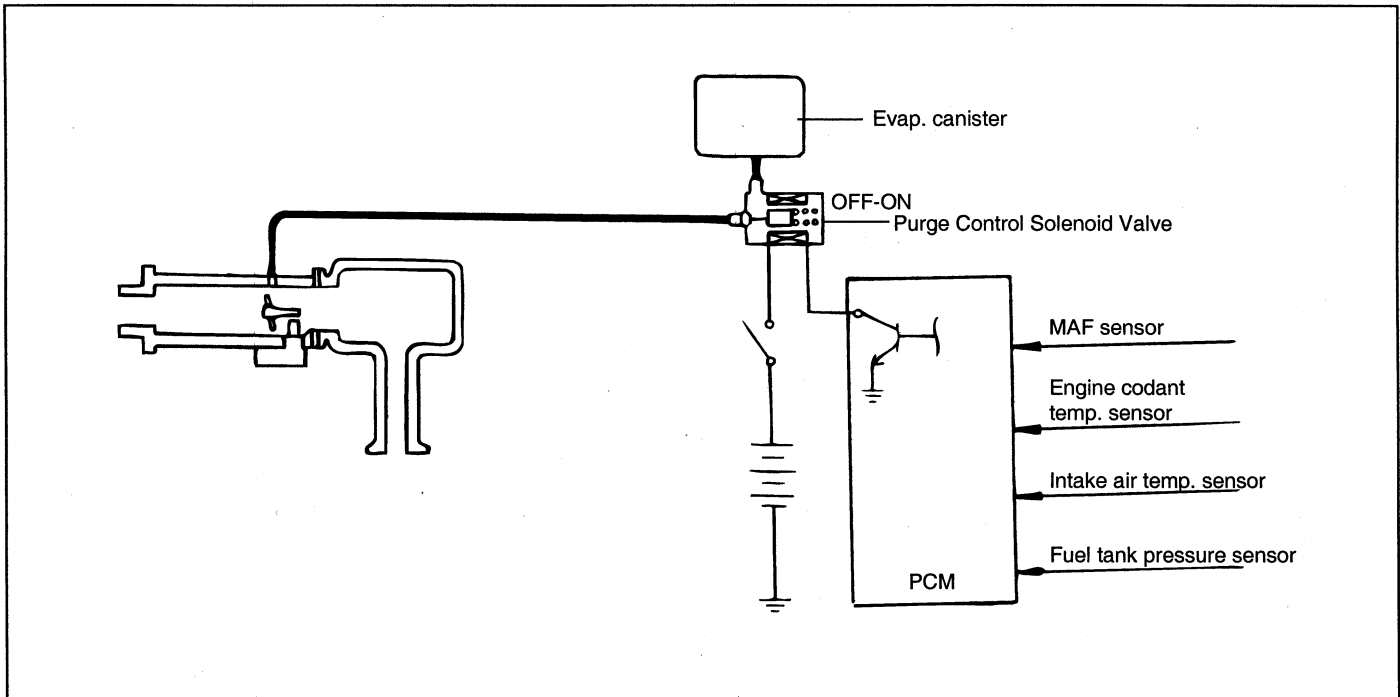 Evap. canister
OFF-ON
Purge Control Solenoid Valve
MAF sensor
Engine codant
temp. sensor
Intake air temp. sensor
Fuel tank pressure sensor
PCM